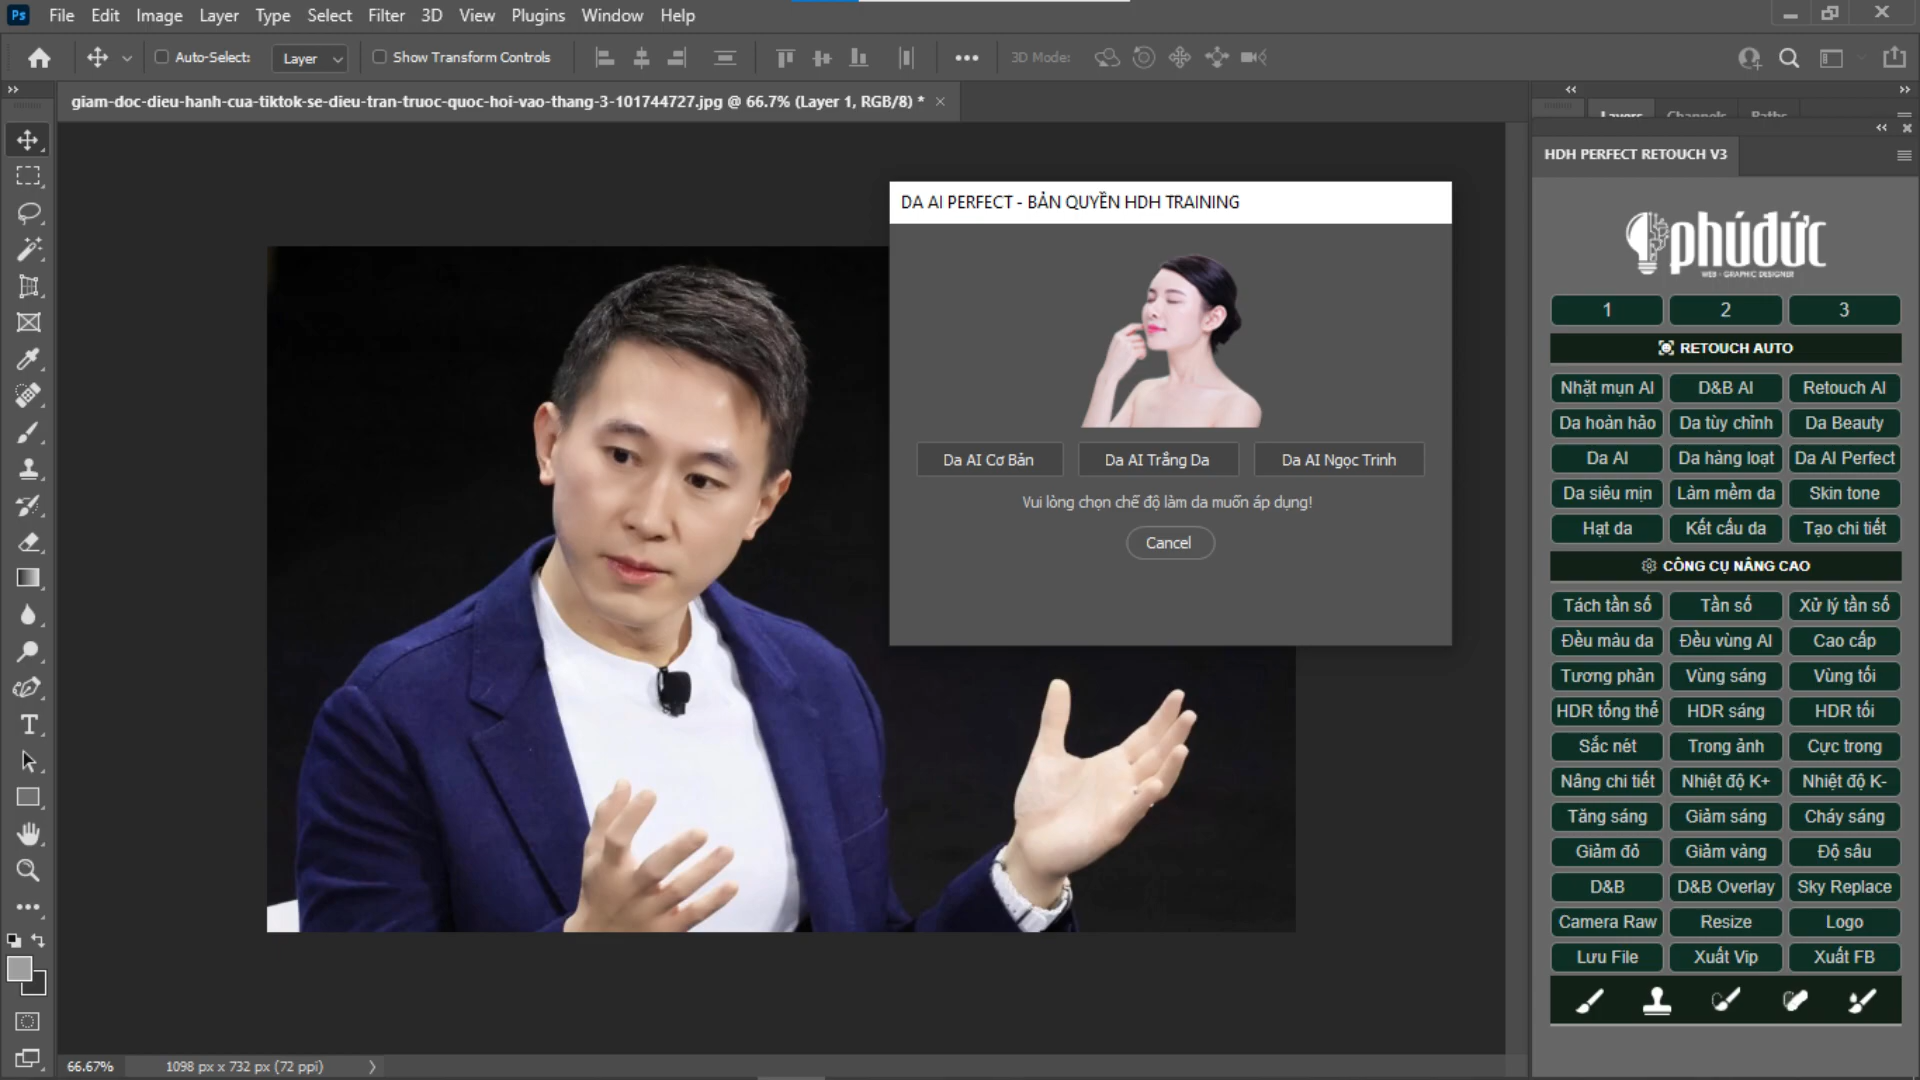 Ps File Edit Image Layer Type Select Filter 3D View Plugins Window Help
Auto-Select: Layer Show Transform Controls 3D Mode:
giam-doc-dieu-hanh-cua-tiktok-se-dieu-tran-truoc-quoc-hoi-vao-thang-3-101744727.jpg @ 66.7% (Layer 1, RGB/8) *
Layers Channels Paths
HDH PERFECT RETOUCH V3
DA AI PERFECT - BẢN QUYỀN HDH TRAINING
Da AI Cơ Bản Da AI Trắng Da Da AI Ngọc Trinh
Vui lòng chọn chế độ làm da muốn áp dụng!
Cancel
phúđức
WEB - GRAPHIC DESIGNER
1 2 3
RETOUCH AUTO
Nhặt mụn AI D&B AI Retouch AI
Da hoàn hảo Da tùy chỉnh Da Beauty
Da AI Da hàng loạt Da AI Perfect
Da siêu mịn Làm mềm da Skin tone
Hạt da Kết cấu da Tạo chi tiết
CÔNG CỤ NÂNG CAO
Tách tần số Tần số Xử lý tần số
Đều màu da Đều vùng AI Cao cấp
Tương phản Vùng sáng Vùng tối
HDR tổng thể HDR sáng HDR tối
Sắc nét Trong ảnh Cực trong
Nâng chi tiết Nhiệt độ K+ Nhiệt độ K-
Tăng sáng Giảm sáng Cháy sáng
Giảm đỏ Giảm vàng Độ sâu
D&B D&B Overlay Sky Replace
Camera Raw Resize Logo
Lưu File Xuất Vip Xuất FB
66.67% 1098 px x 732 px (72 ppi)